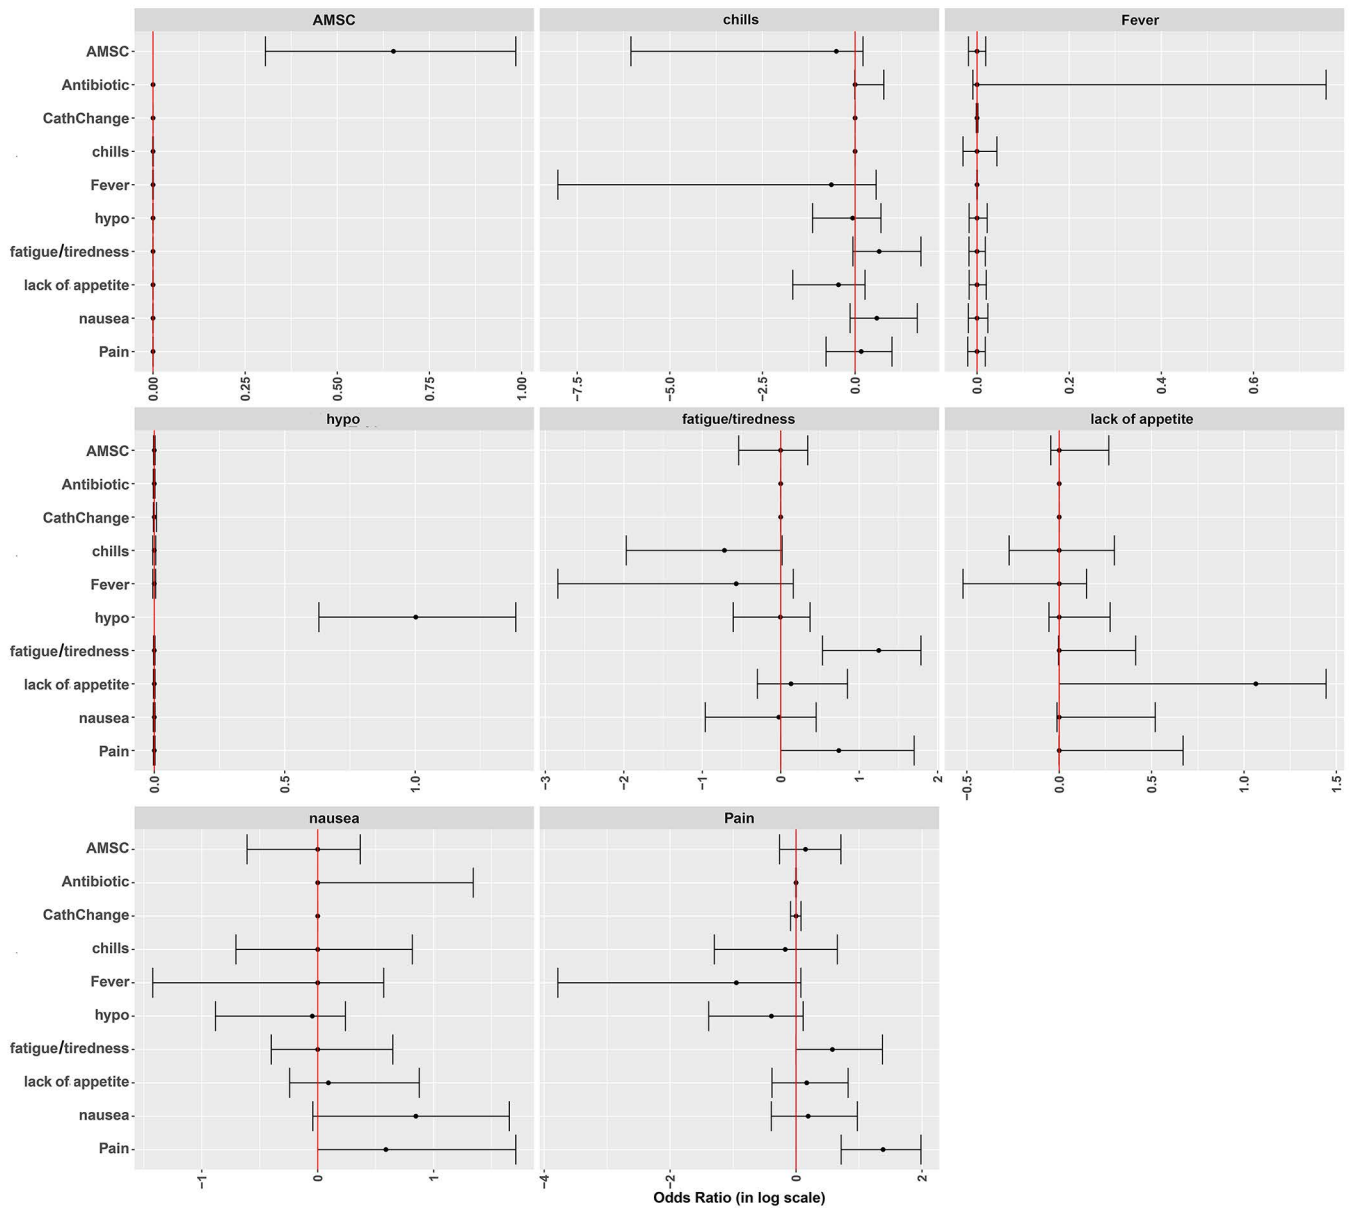 AMSC chills Fever
AMSC
Antibiotic
CathChange
chills
Fever
hypo
fatigue/tiredness
lack of appetite
nausea
Pain
0.00 0.25 0.50 0.75 1.00 −7.5 −5.0 −2.5 0.0 0.0 0.2 0.4 0.6
hypo fatigue/tiredness lack of appetite
AMSC
Antibiotic
CathChange
chills
Fever
hypo
fatigue/tiredness
lack of appetite
nausea
Pain
0.0 0.5 1.0 −3 −2 −1 0 1 2 −0.5 0.0 0.5 1.0 1.5
nausea Pain
AMSC
Antibiotic
CathChange
chills
Fever
hypo
fatigue/tiredness
lack of appetite
nausea
Pain
−1 0 1 −4 −2 0 2
Odds Ratio (in log scale)